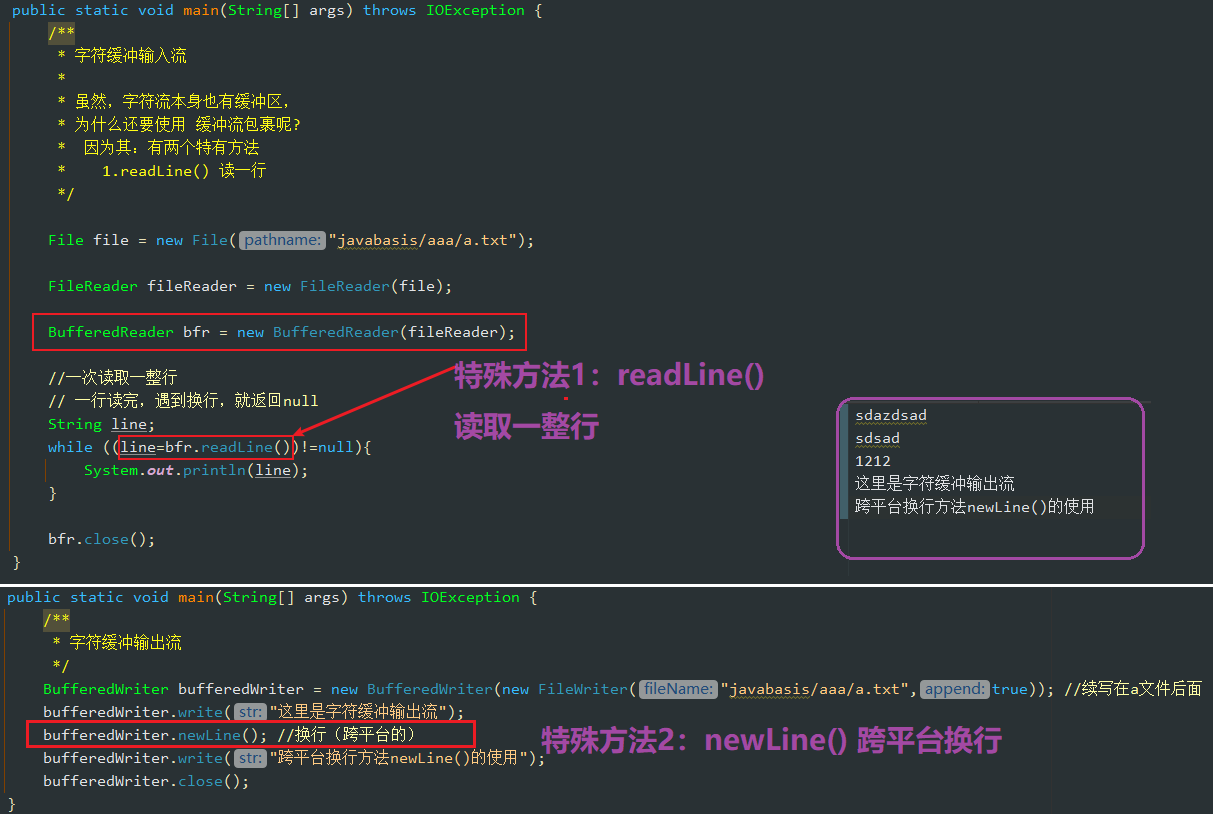 public static void main(String[] args) throws IOException {
/**
* 字符缓冲输入流
*
* 虽然，字符流本身也有缓冲区，
* 为什么还要使用 缓冲流包裹呢?
* 因为其：有两个特有方法
* 1.readLine() 读一行
*/
File file = new File( pathname: "javabasis/aaa/a.txt");
FileReader fileReader = new FileReader(file);
BufferedReader bfr = new BufferedReader(fileReader);
//一次读取一整行
// 一行读完，遇到换行，就返回null
String line;
while ((line=bfr.readLine())!=null){
System.out.println(line);
}
bfr.close();
}
特殊方法1：readLine()
读取一整行
sdazdsad
sdsad
1212
这里是字符缓冲输出流
跨平台换行方法newLine()的使用
public static void main(String[] args) throws IOException {
/**
* 字符缓冲输出流
*/
BufferedWriter bufferedWriter = new BufferedWriter(new FileWriter( fileName: "javabasis/aaa/a.txt", append: true)); //续写在a文件后面
bufferedWriter.write( str: "这里是字符缓冲输出流");
bufferedWriter.newLine(); //换行（跨平台的）
bufferedWriter.write( str: "跨平台换行方法newLine()的使用");
bufferedWriter.close();
}
特殊方法2：newLine() 跨平台换行